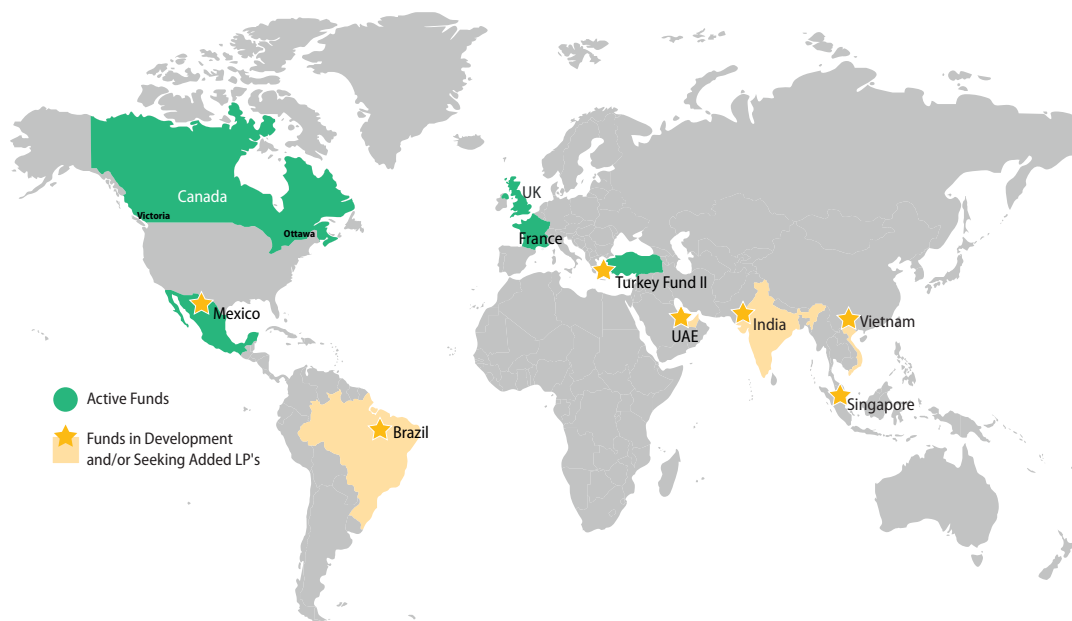 Canada
Victoria
Ottawa
UK
France
Turkey Fund II
Mexico
UAE
India
Vietnam
Singapore
Brazil
Active Funds
Funds in Development
and/or Seeking Added LP's